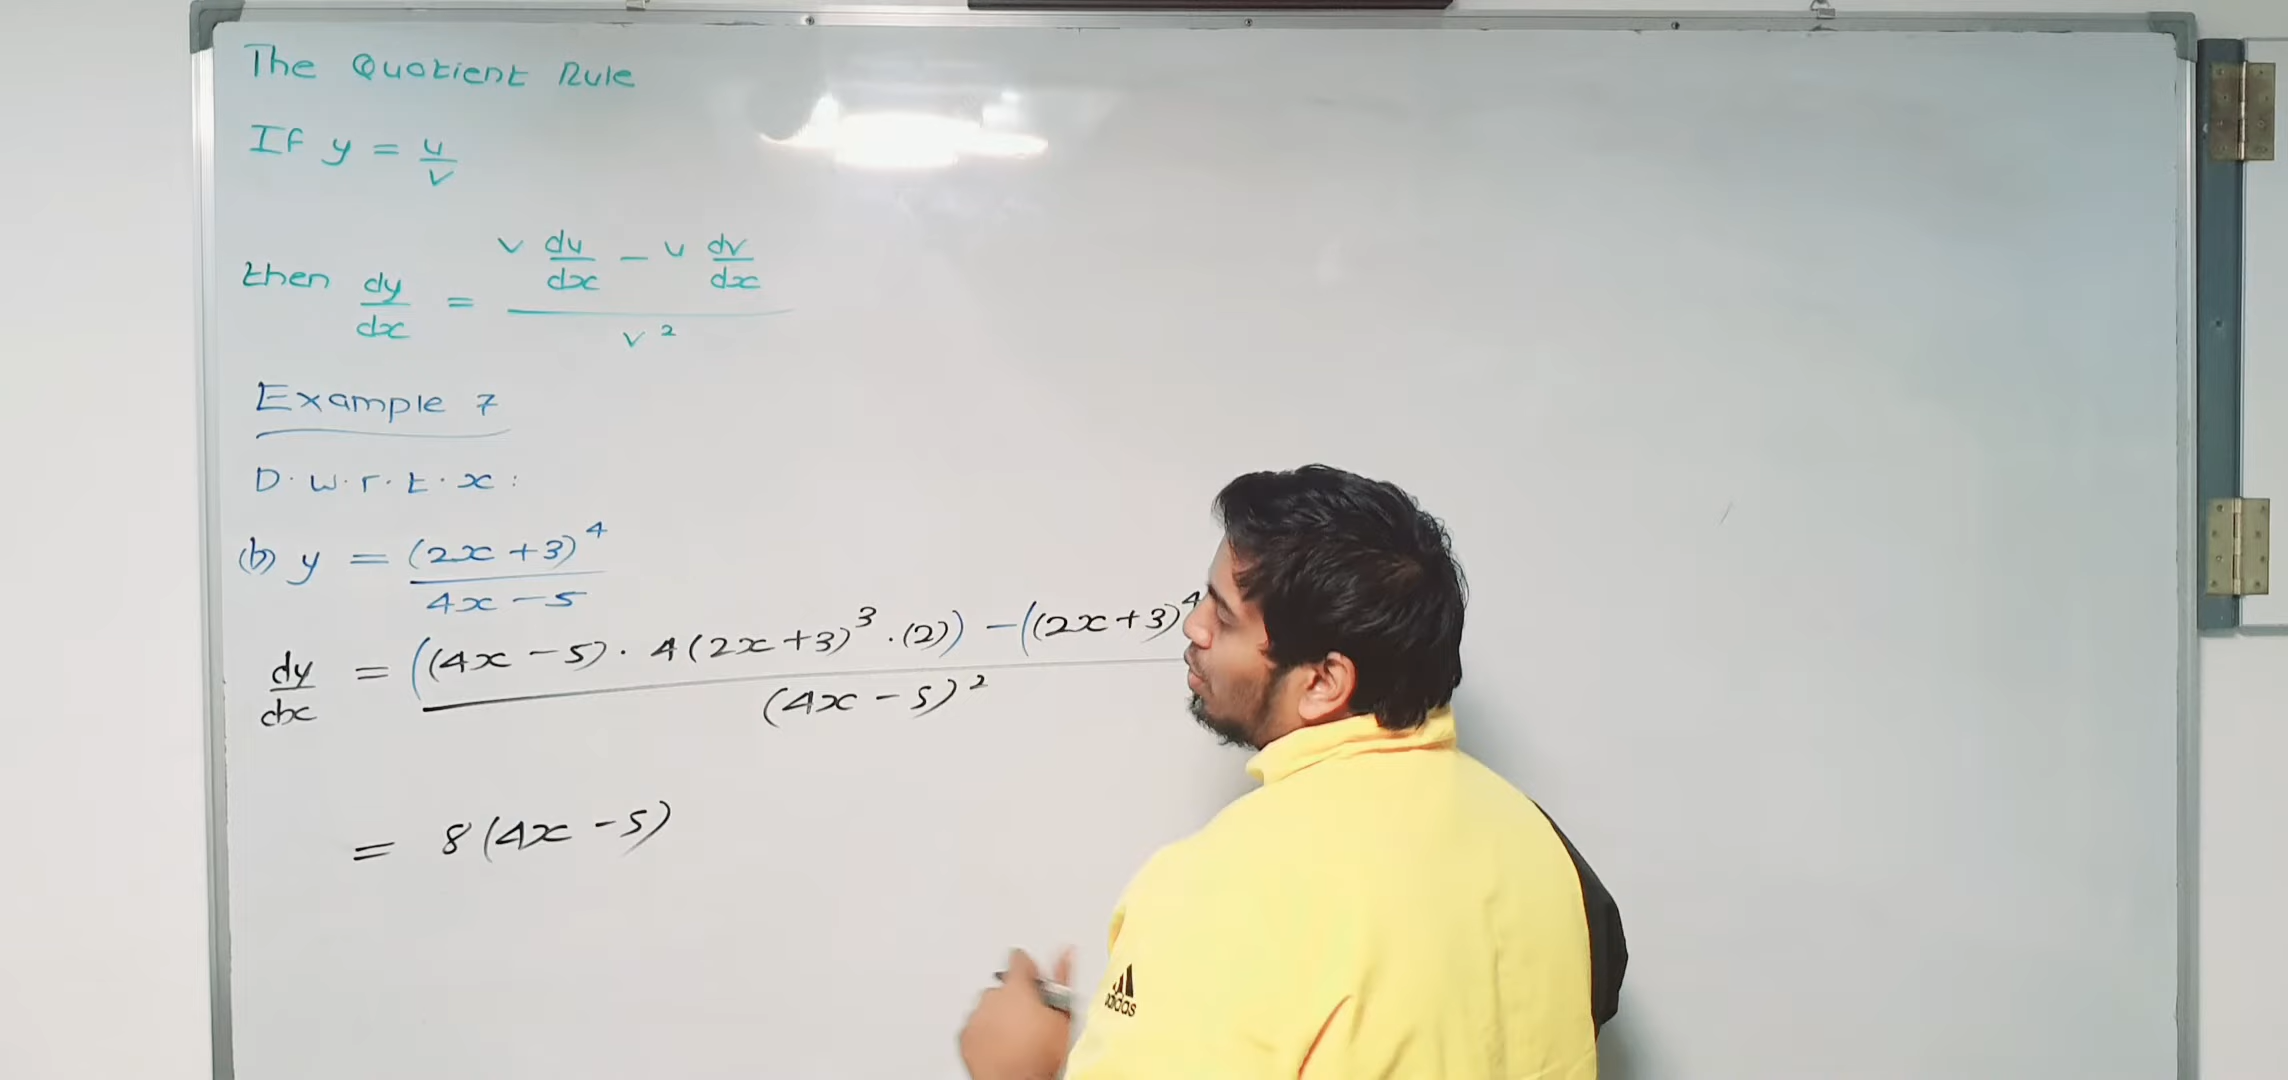 The Quotient Rule
If y = u/v
then dy/dx = (v du/dx - u dv/dx) / v²
Example 7
D.w.r.t.x:
(b) y = (2x+3)⁴ / (4x-5)
dy/dx = ((4x-5).4(2x+3)³.(2)) - ((2x+3)⁴ / (4x-5)²
= 8(4x-5)
adidas